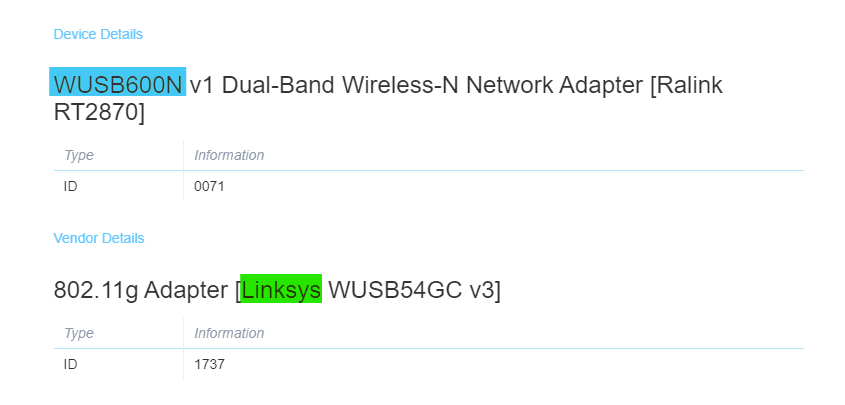 Device Details
WUSB600N v1 Dual-Band Wireless-N Network Adapter [Ralink
RT2870]
Type Information
ID 0071
Vendor Details
802.11g Adapter [Linksys WUSB54GC v3]
Type Information
ID 1737